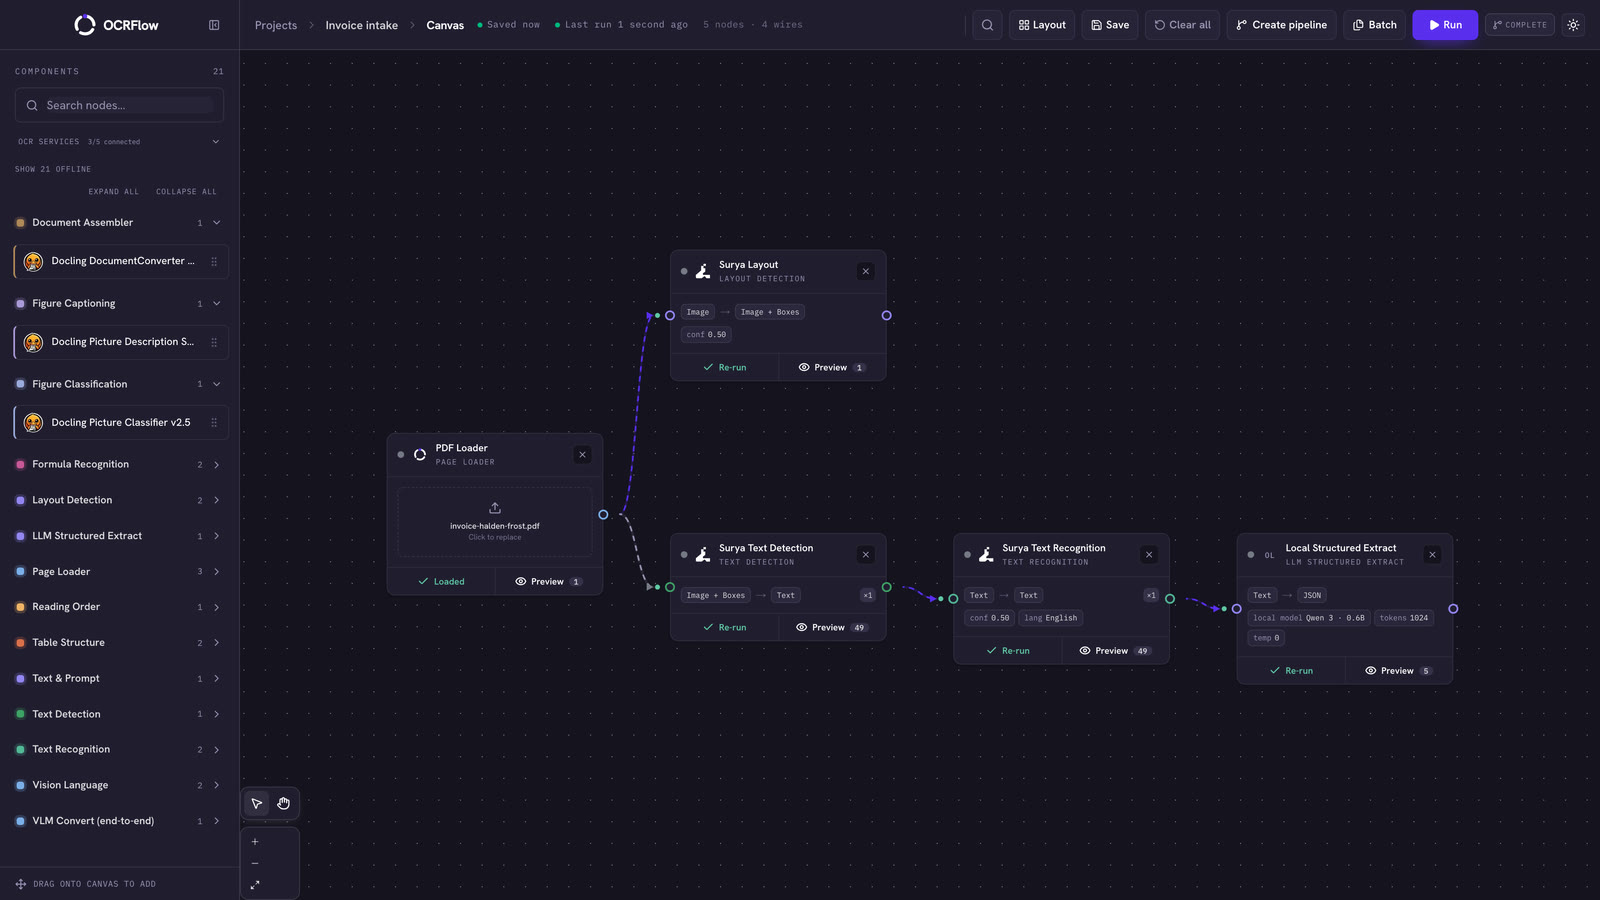 OCRFlow
Projects
Invoice intake
Canvas
Saved now
Last run 1 second ago
5 nodes · 4 wires
Layout
Save
Clear all
Create pipeline
Batch
Run
COMPLETE
COMPONENTS 21
Search nodes...
OCR SERVICES 3/5 connected
SHOW 21 OFFLINE
EXPAND ALL COLLAPSE ALL
Document Assembler 1
Docling DocumentConverter ...
Figure Captioning 1
Docling Picture Description S...
Figure Classification 1
Docling Picture Classifier v2.5
Formula Recognition 2
Layout Detection 2
LLM Structured Extract 1
Page Loader 3
Reading Order 1
Table Structure 2
Text & Prompt 1
Text Detection 1
Text Recognition 2
Vision Language 2
VLM Convert (end-to-end) 1
DRAG ONTO CANVAS TO ADD
PDF Loader
PAGE LOADER
invoice-halden-frost.pdf
Click to replace
Loaded
Preview 1
Surya Layout
LAYOUT DETECTION
Image → Image + Boxes
conf 0.50
Re-run
Preview 1
Surya Text Detection
TEXT DETECTION
Image + Boxes → Text ×1
Re-run
Preview 49
Surya Text Recognition
TEXT RECOGNITION
Text → Text ×1
conf 0.50 lang English
Re-run
Preview 49
OL
Local Structured Extract
LLM STRUCTURED EXTRACT
Text → JSON
local model Qwen 3 · 0.6B tokens 1024
temp 0
Re-run
Preview 5